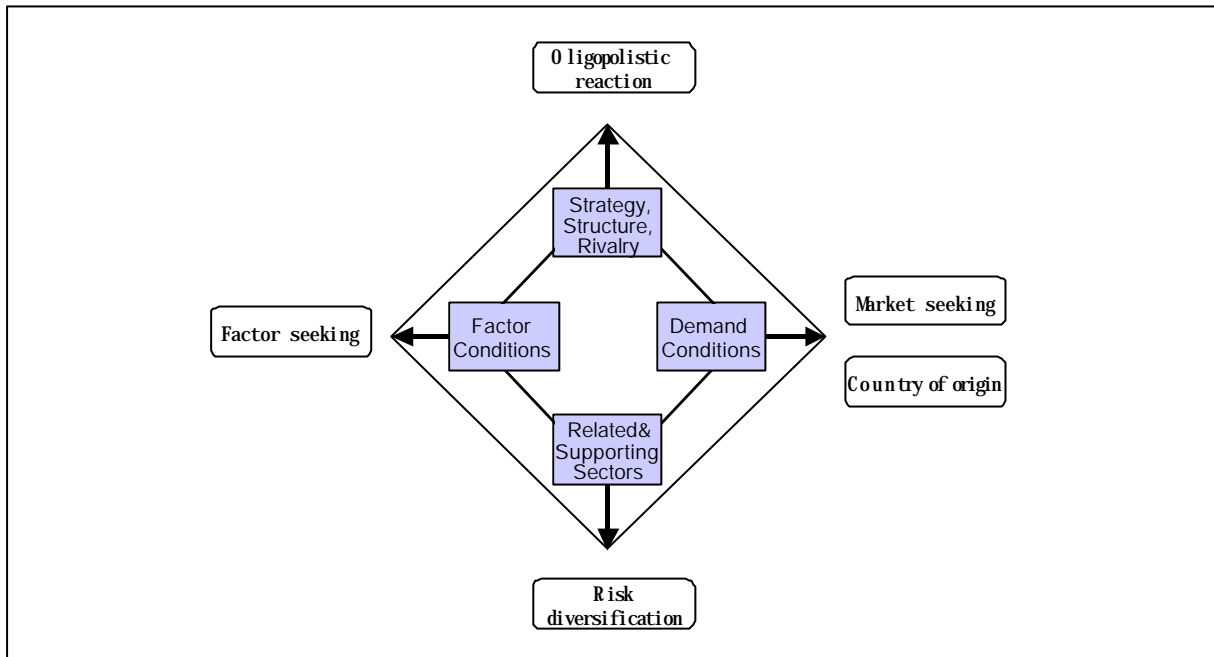 Oligopolistic
reaction
Strategy,
Structure,
Rivalry
Factor seeking
Factor
Conditions
Demand
Conditions
Market seeking
Country of origin
Related&
Supporting
Sectors
Risk
diversification